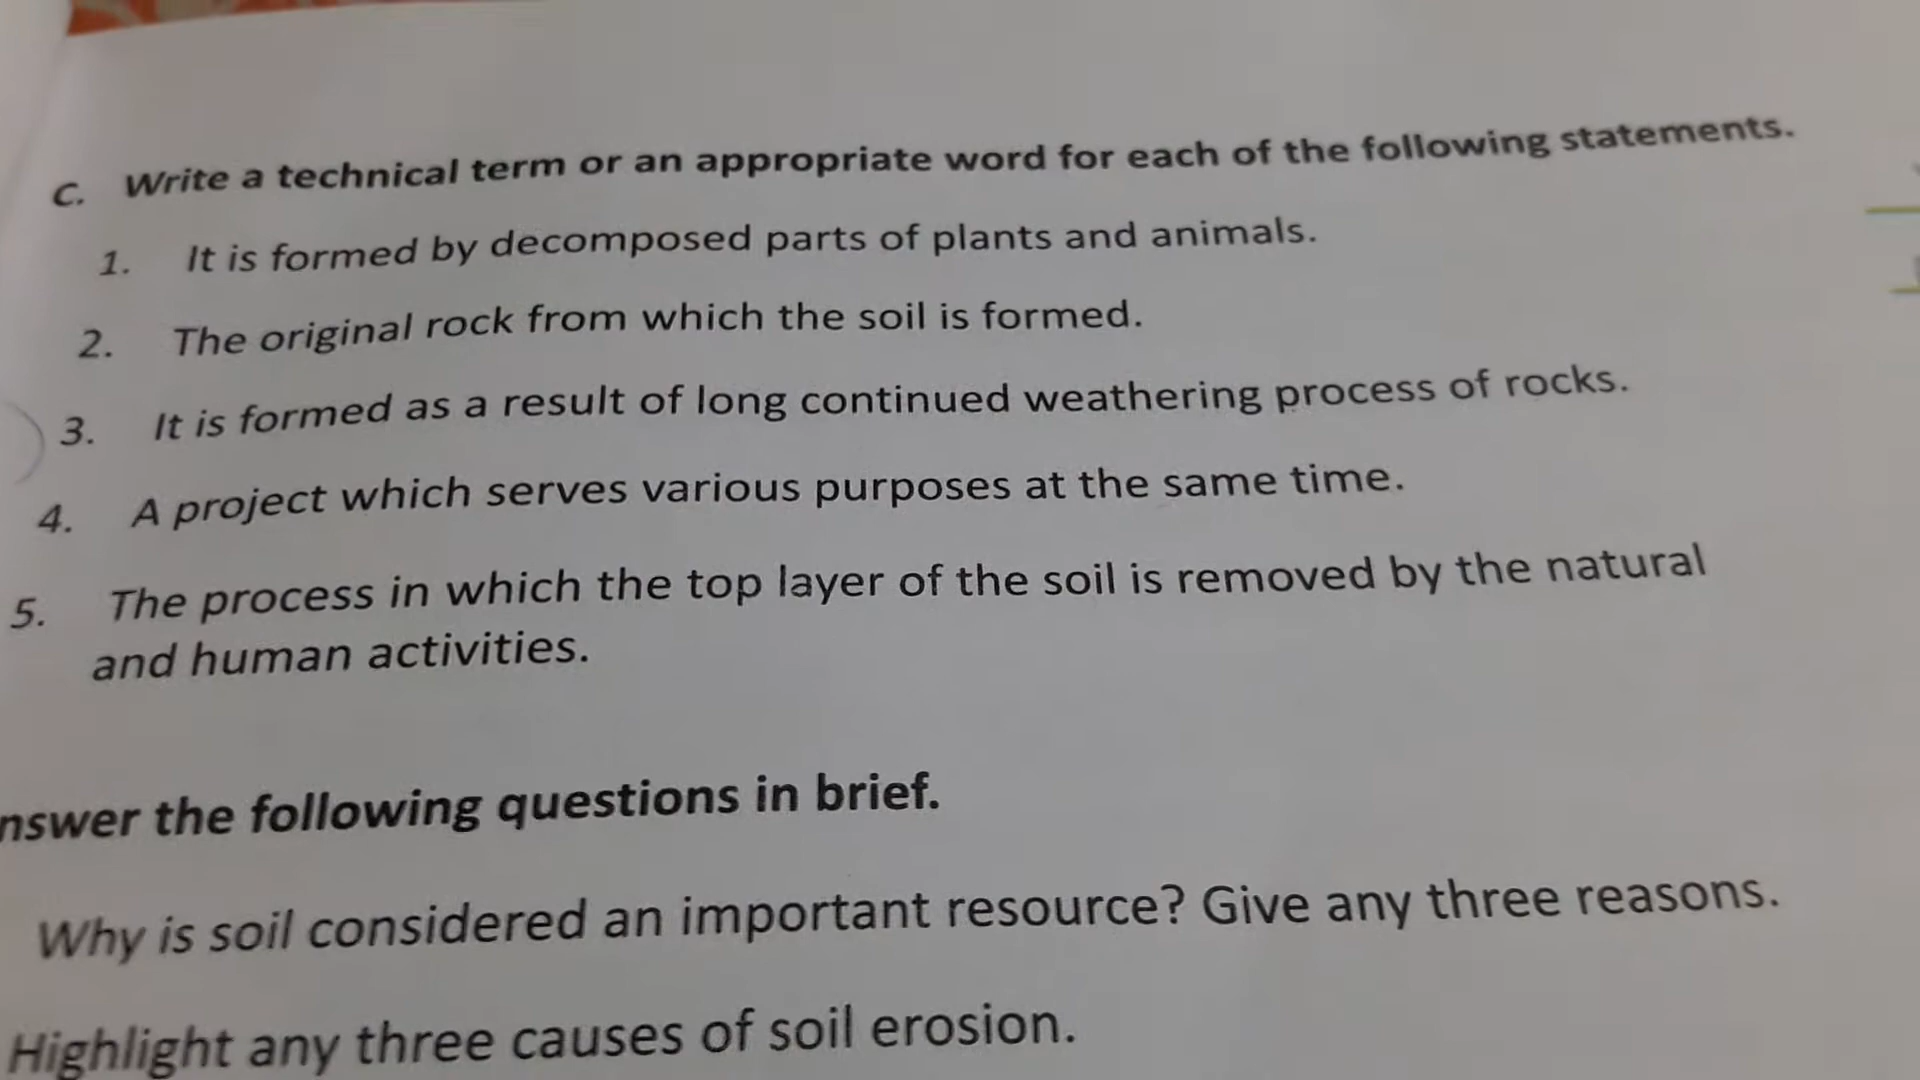 C. Write a technical term or an appropriate word for each of the following statements.
1. It is formed by decomposed parts of plants and animals.
2. The original rock from which the soil is formed.
3. It is formed as a result of long continued weathering process of rocks.
4. A project which serves various purposes at the same time.
5. The process in which the top layer of the soil is removed by the natural
and human activities.
nswer the following questions in brief.
Why is soil considered an important resource? Give any three reasons.
Highlight any three causes of soil erosion.